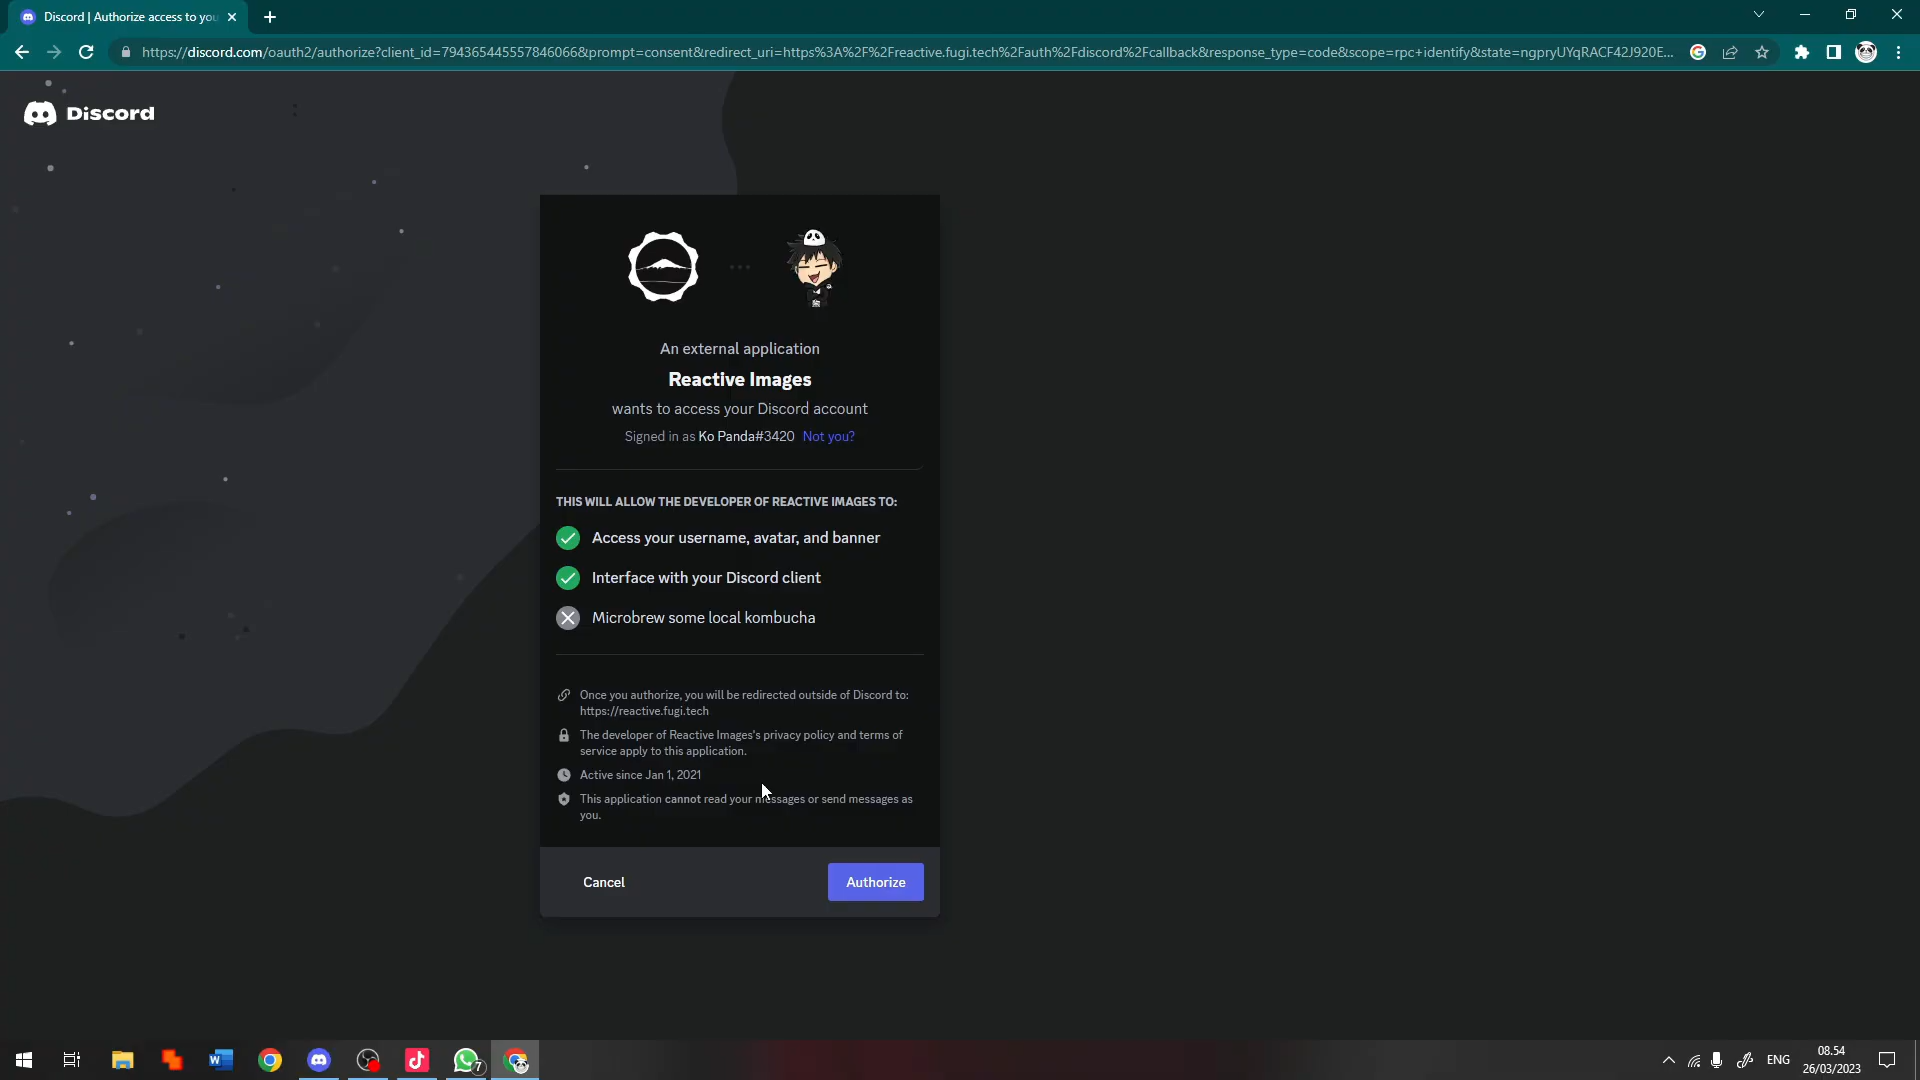 Discord | Authorize access to you
https://discord.com/oauth2/authorize?client_id=794365445557846066&prompt=consent&redirect_uri=https%3A%2F%2Freactive.fugi.tech%2Fauth%2Fdiscord%2Fcallback&response_type=code&scope=rpc+identify&state=ngpryUYqRACF42J920E...
Discord
An external application
Reactive Images
wants to access your Discord account
Signed in as Ko Panda#3420 Not you?
THIS WILL ALLOW THE DEVELOPER OF REACTIVE IMAGES TO:
Access your username, avatar, and banner
Interface with your Discord client
Microbrew some local kombucha
Once you authorize, you will be redirected outside of Discord to:
https://reactive.fugi.tech
The developer of Reactive Images's privacy policy and terms of
service apply to this application.
Active since Jan 1, 2021
This application cannot read your messages or send messages as
you.
Cancel
Authorize
W
7
ENG
08.54
26/03/2023